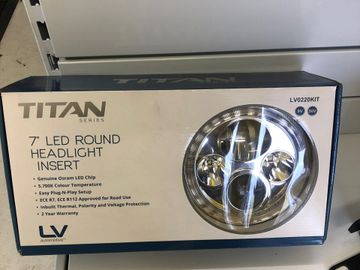 TITAN
SERIES
LV0220KIT
7" LED ROUND
HEADLIGHT
INSERT
• Genuine Osram LED Chip
• 5,700K Colour Temperature
• Easy Plug-N-Play Setup
• ECE R7, ECE R112 Approved for Road Use
• Inbuilt Thermal, Polarity and Voltage Protection
• 2 Year Warranty
LV
automotive